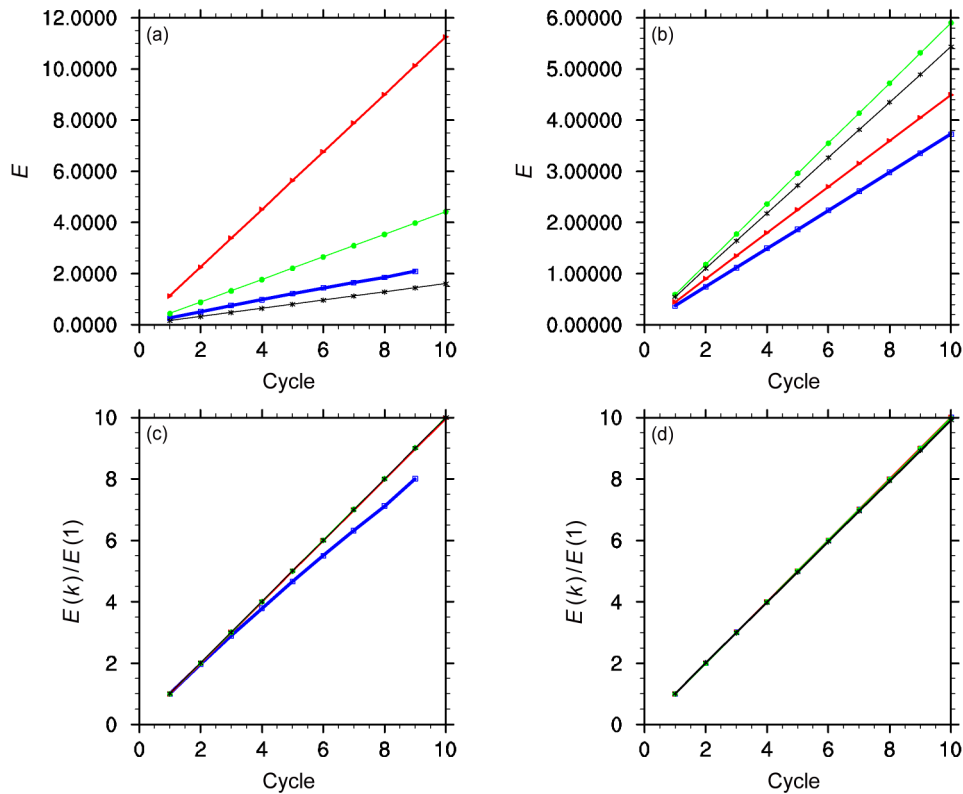 12.0000
(a)
10.0000
8.0000
E
6.0000
4.0000
2.0000
0.0000
0 2 4 6 8 10
Cycle
6.00000
(b)
5.00000
4.00000
E
3.00000
2.00000
1.00000
0.00000
0 2 4 6 8 10
Cycle
10
(c)
8
E(k)/E(1)
6
4
2
0
0 2 4 6 8 10
Cycle
10
(d)
8
E(k)/E(1)
6
4
2
0
0 2 4 6 8 10
Cycle